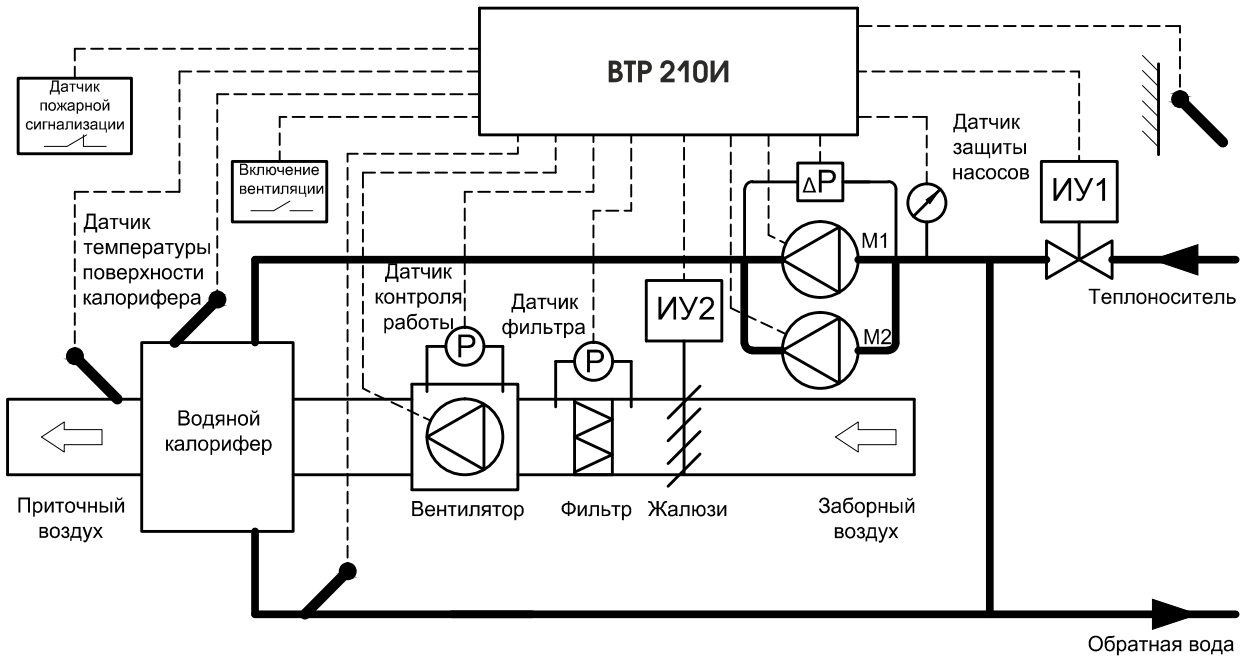 ВТР 210И
Датчик
пожарной
сигнализации
Включение
вентиляции
Датчик
защиты
насосов
ΔP
ИУ1
M1
Теплоноситель
Датчик
температуры
поверхности
калорифера
Датчик
контроля
работы
P
Датчик
фильтра
P
ИУ2
M2
Водяной
калорифер
Приточный
воздух
Вентилятор
Фильтр
Жалюзи
Заборный
воздух
Обратная вода